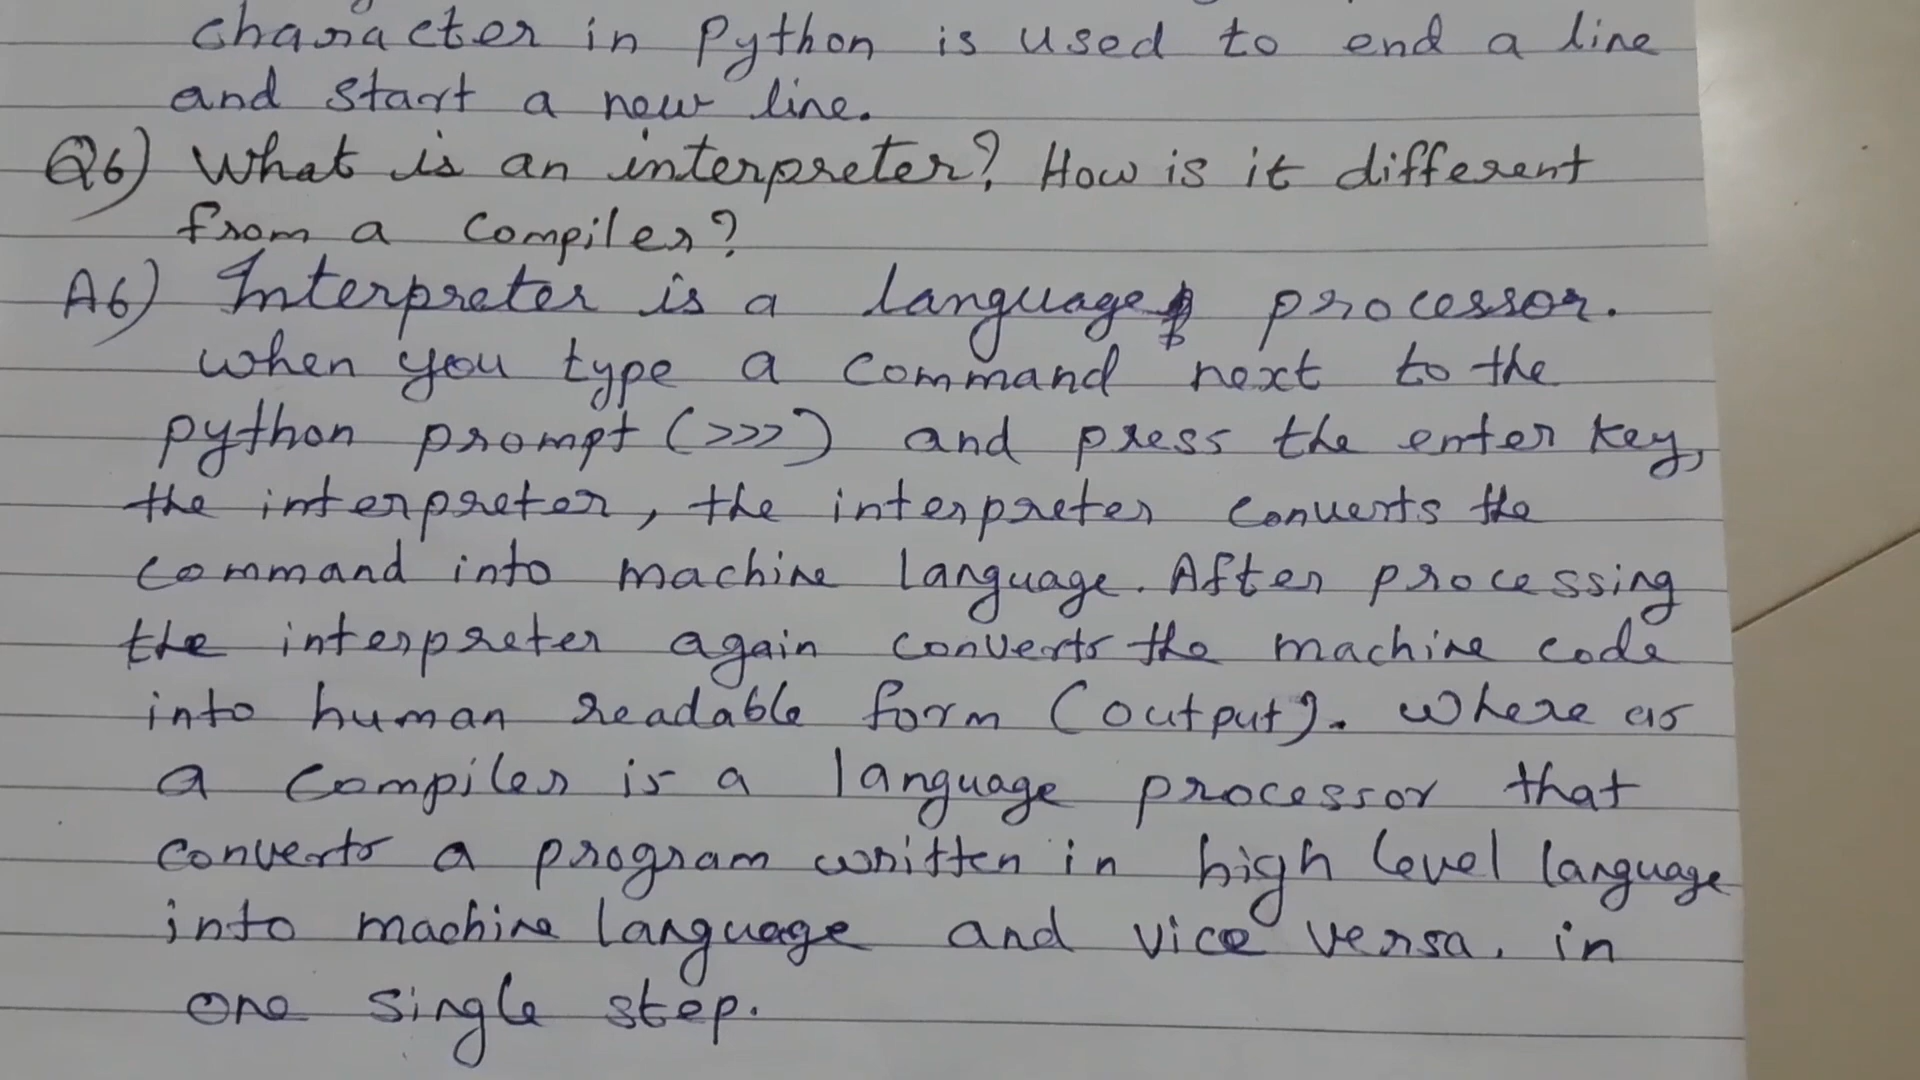 character in Python is used to end a line
and start a new line.
Q6) What is an interpreter? How is it different
from a compiler?
A6) Interpreter is a language processor.
when you type a command next to the
python prompt (>>>) and press the enter key,
the interpreter, the interpreter converts the
command into machine language. After processing
the interpreter again converts the machine code
into human readable form (output). where as
a compiler is a language processor that
converts a program written in high level language
into machine language and vice versa. in
one single step.